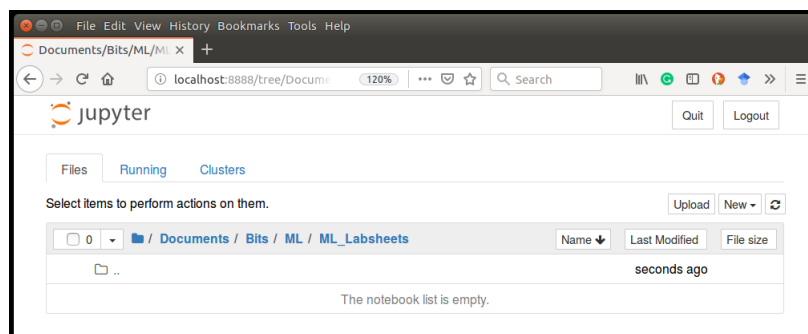 File Edit View History Bookmarks Tools Help
Documents/Bits/ML/ML
localhost:8888/tree/Docume 120% Search
jupyter Quit Logout
Files Running Clusters
Select items to perform actions on them. Upload New
0 / Documents / Bits / ML / ML_Labsheets Name Last Modified File size
.. seconds ago
The notebook list is empty.